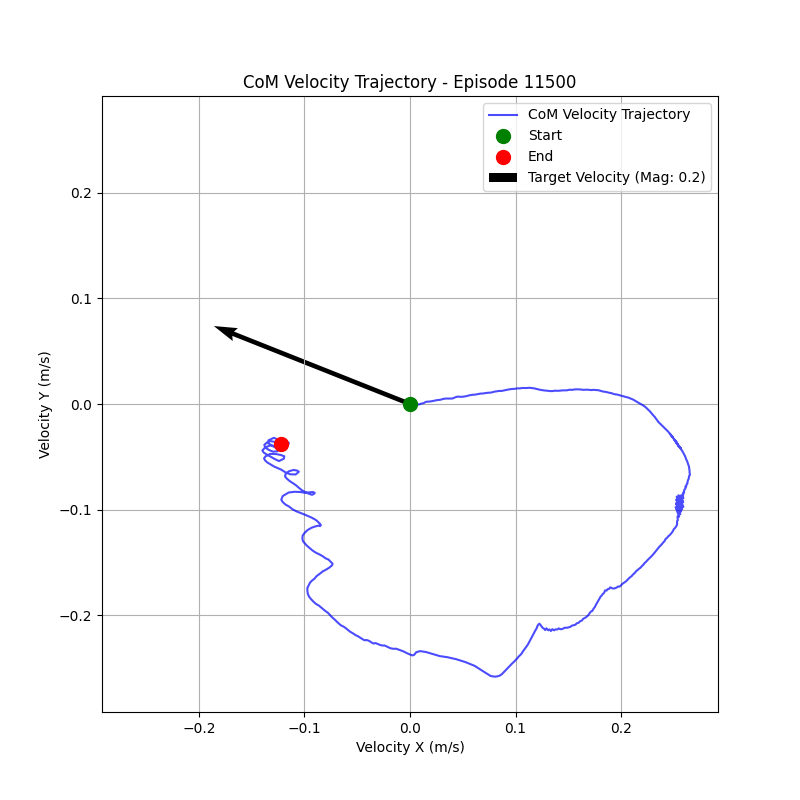 CoM Velocity Trajectory - Episode 11500
CoM Velocity Trajectory
Start
End
Target Velocity (Mag: 0.2)
0.2
0.1
0.0
−0.1
−0.2
Velocity Y (m/s)
−0.2
−0.1
0.0
0.1
0.2
Velocity X (m/s)